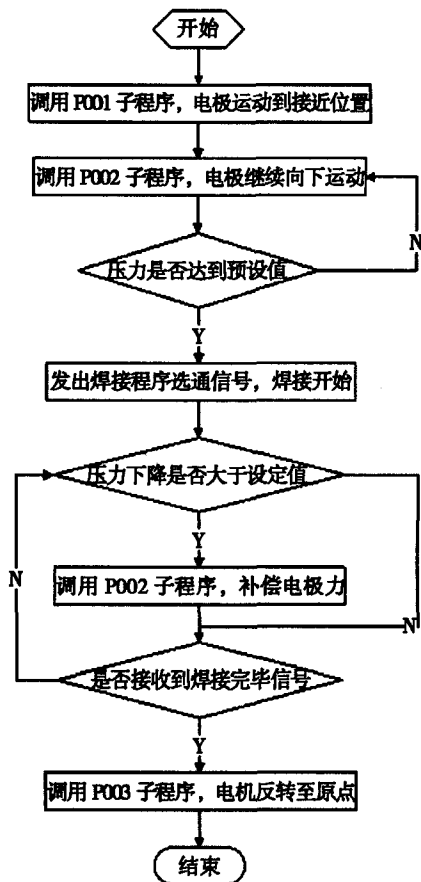 开始
调用 P001 子程序，电极运动到接近位置
调用 P002 子程序，电极继续向下运动
N
压力是否达到预设值
Y
发出焊接程序选通信号，焊接开始
压力下降是否大于设定值
Y
N
调用 P002 子程序，补偿电极力
N
是否接收到焊接完毕信号
Y
调用 P003 子程序，电机反转至原点
结束